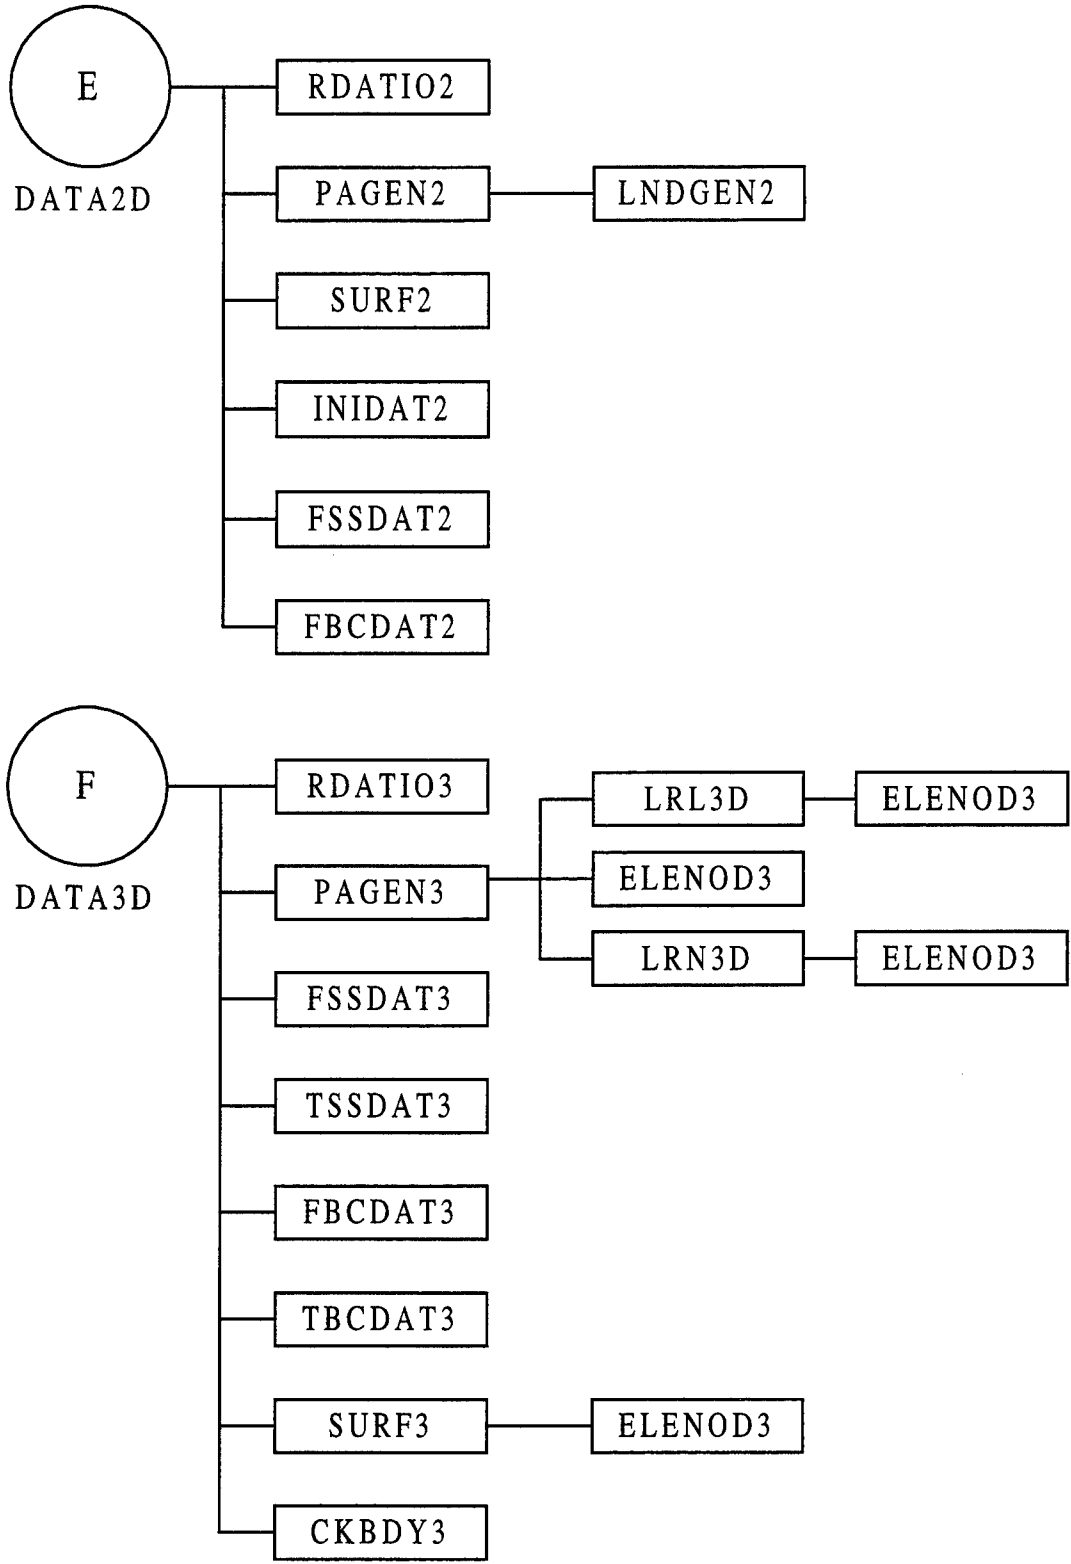 E
DATA2D
RDATIO2
PAGEN2
LNDGEN2
SURF2
INIDAT2
FSSDAT2
FBCDAT2
F
DATA3D
RDATIO3
PAGEN3
LRL3D
ELENOD3
ELENOD3
LRN3D
ELENOD3
FSSDAT3
TSSDAT3
FBCDAT3
TBCDAT3
SURF3
ELENOD3
CKBDY3